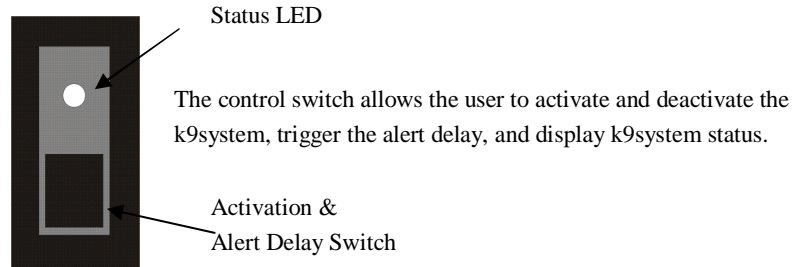 Status LED
The control switch allows the user to activate and deactivate the
k9system, trigger the alert delay, and display k9system status.
Activation &
Alert Delay Switch